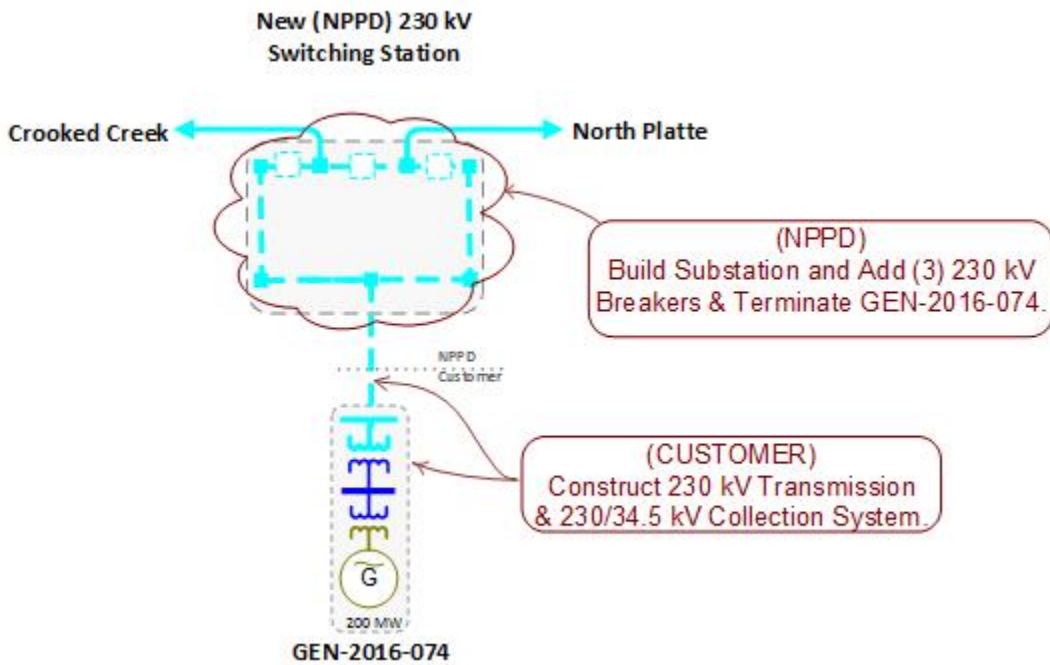 New (NPPD) 230 kV
Switching Station
Crooked Creek
North Platte
(NPPD)
Build Substation and Add (3) 230 kV
Breakers & Terminate GEN-2016-074.
NPPD
Customer
(CUSTOMER)
Construct 230 kV Transmission
& 230/34.5 kV Collection System.
G
200 MW
GEN-2016-074